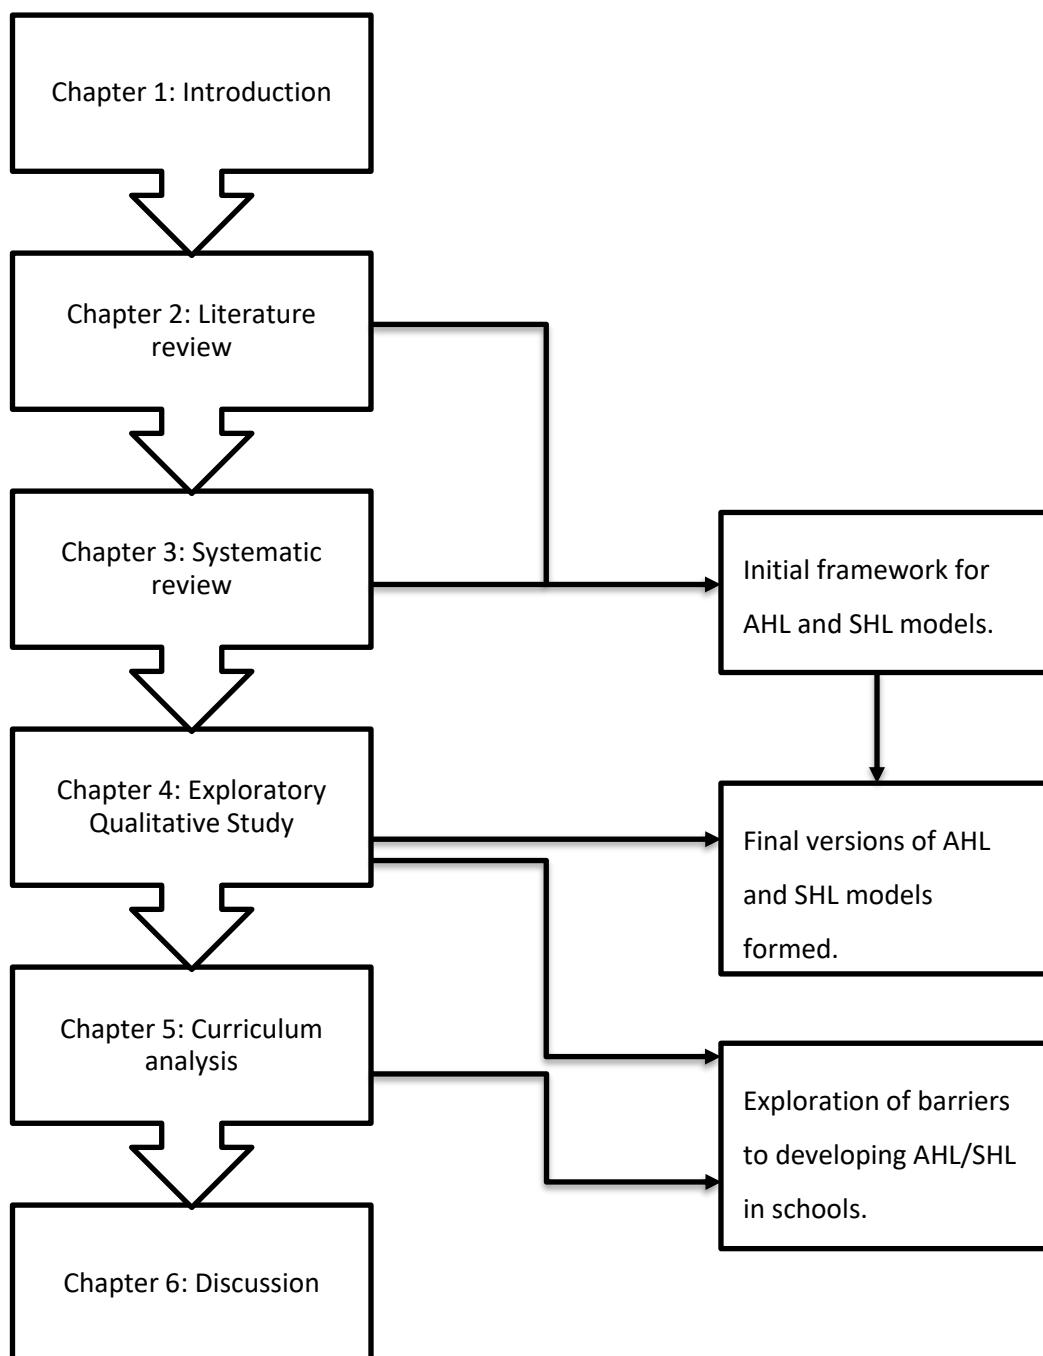 Chapter 1: Introduction
Chapter 2: Literature
review
Chapter 3: Systematic
review
Initial framework for
AHL and SHL models.
Chapter 4: Exploratory
Qualitative Study
Final versions of AHL
and SHL models
formed.
Chapter 5: Curriculum
analysis
Exploration of barriers
to developing AHL/SHL
in schools.
Chapter 6: Discussion